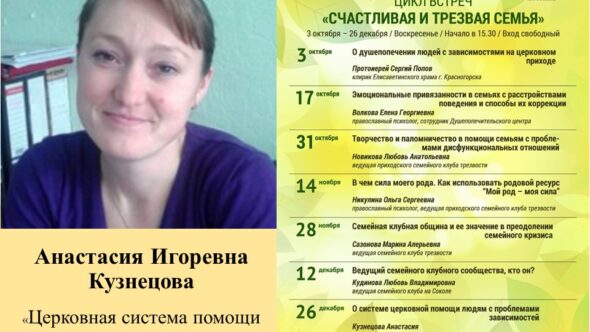 Анастасия Игоревна
Кузнецова
«Церковная система помощи
ЦИКЛ ВСТРЕЧ
«СЧАСТЛИВАЯ И ТРЕЗВАЯ СЕМЬЯ»
3 октября – 26 декабря / Воскресенье / Начало в 15.30 / Вход свободный
3 октября
О душепопечении людей с зависимостями на церковном
приходе
Протоиерей Сергий Попов
клирик Елисаветинского храма г. Красногорска
17 октября
Эмоциональные привязанности в семьях с расстройствами
поведения и способы их коррекции
Волкова Елена Георгиевна
православный психолог, сотрудник Душепопечительского центра
31 октября
Творчество и паломничество в помощи семьям с пробле-
мами дисфункциональных отношений
Новикова Любовь Анатольевна
ведущая приходского семейного клуба трезвости
14 ноября
В чем сила моего рода. Как использовать родовой ресурс
"Мой род – моя сила"
Никулина Ольга Сергеевна
православный психолог, ведущая приходского семейного клуба трезвости
28 ноября
Семейная клубная община и ее значение в преодолении
семейного кризиса
Сазонова Марина Алерьевна
ведущая семейного клуба трезвости
12 декабря
Ведущий семейного клубного сообщества, кто он?
Кудинова Любовь Владимировна
ведущая семейного клуба на Соколе
26 декабря
О системе церковной помощи людям с проблемами
зависимостей
Кузнецова Анастасия